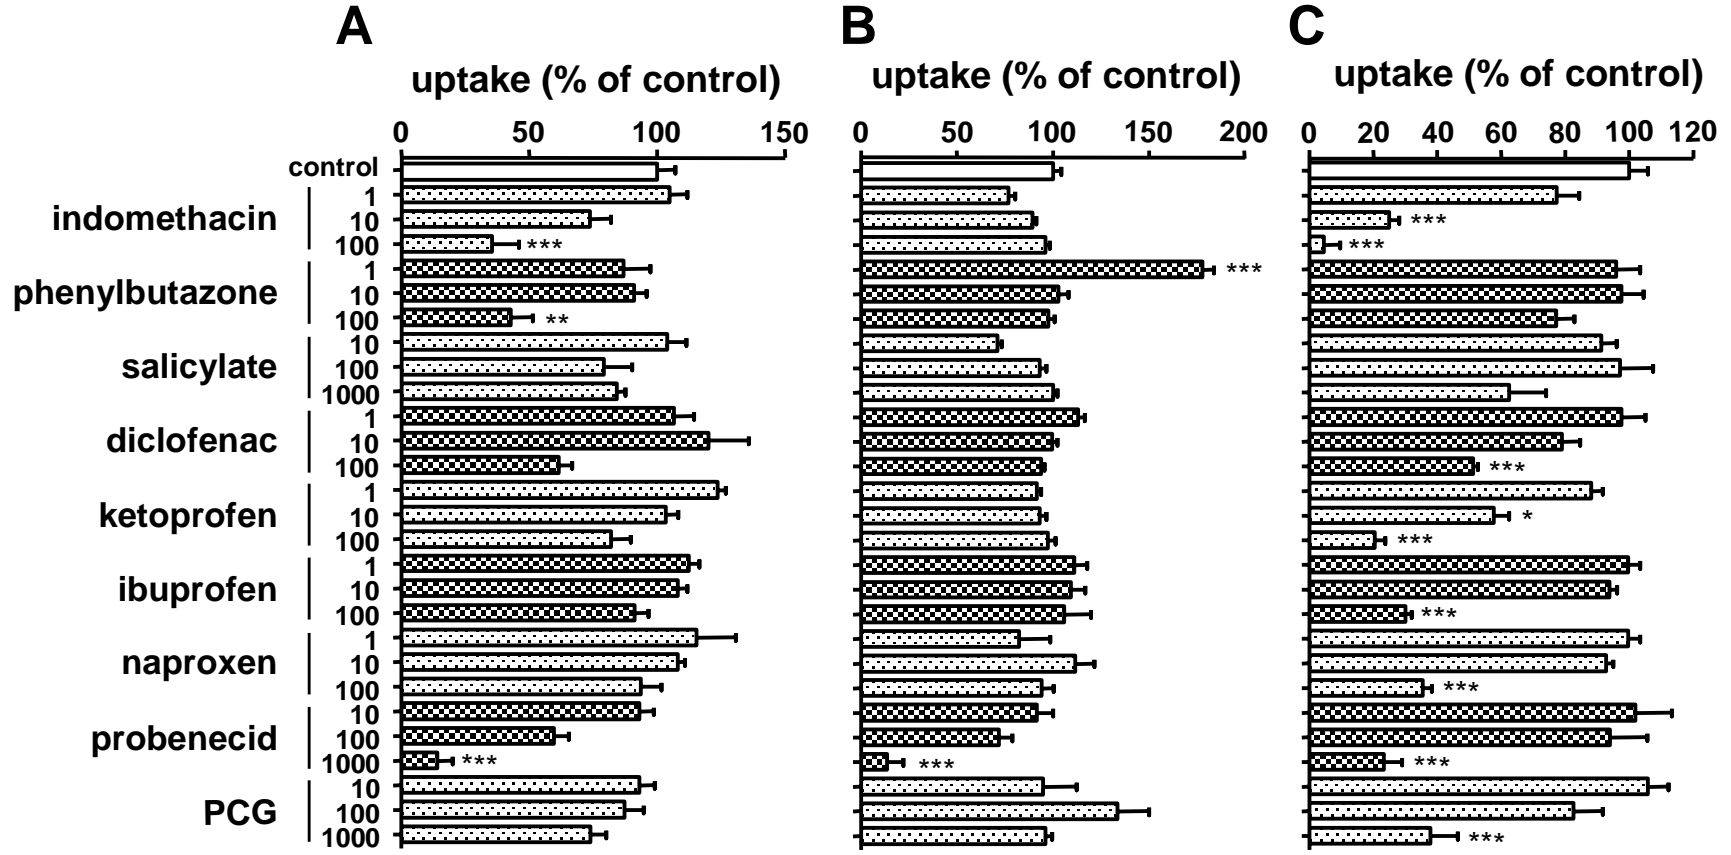 A B C
uptake (% of control) uptake (% of control) uptake (% of control)
0 50 100 150 0 50 100 150 200 0 20 40 60 80 100 120
control
1
indomethacin 10 ***
100 *** ***
1 ***
phenylbutazone 10
100 **
10
salicylate 100
1000
1
diclofenac 10
100 ***
1
ketoprofen 10 *
100 ***
1
ibuprofen 10
100 ***
1
naproxen 10
100 ***
10
probenecid 100
1000 *** *** ***
10
PCG 100
1000 ***